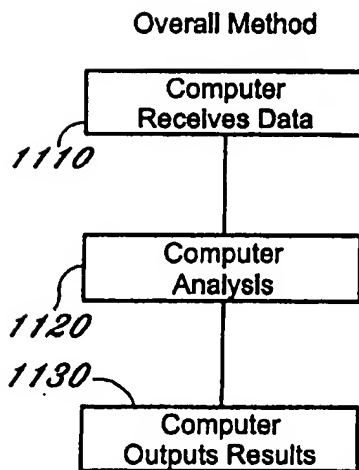 Overall Method
Computer
Receives Data
1110
Computer
Analysis
1120
1130
Computer
Outputs Results